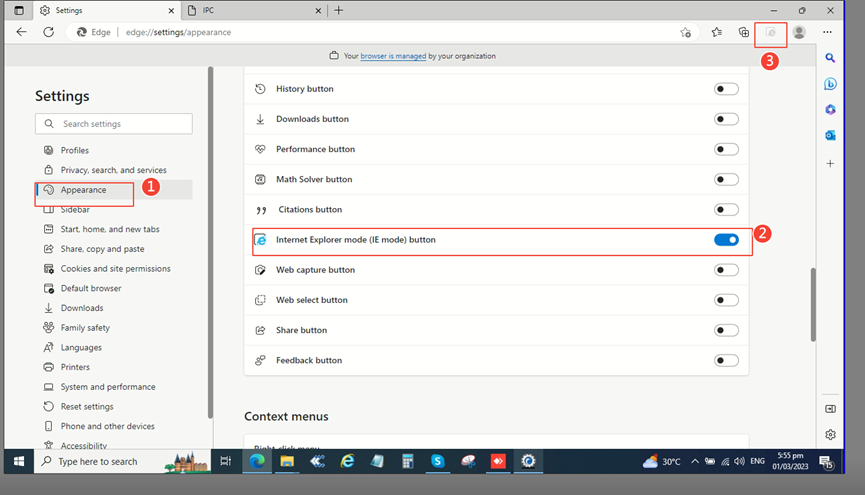 Settings
IPC
Edge
edge://settings/appearance
3
Your browser is managed by your organization
Settings
Search settings
Profiles
Privacy, search, and services
Appearance
1
Sidebar
Start, home, and new tabs
Share, copy and paste
Cookies and site permissions
Default browser
Downloads
Family safety
Languages
Printers
System and performance
Reset settings
Phone and other devices
Accessibility
History button
Downloads button
Performance button
Math Solver button
Citations button
Internet Explorer mode (IE mode) button
2
Web capture button
Web select button
Share button
Feedback button
Context menus
Right-click menu
Type here to search
30°C
ENG
5:55 pm
01/03/2023
15